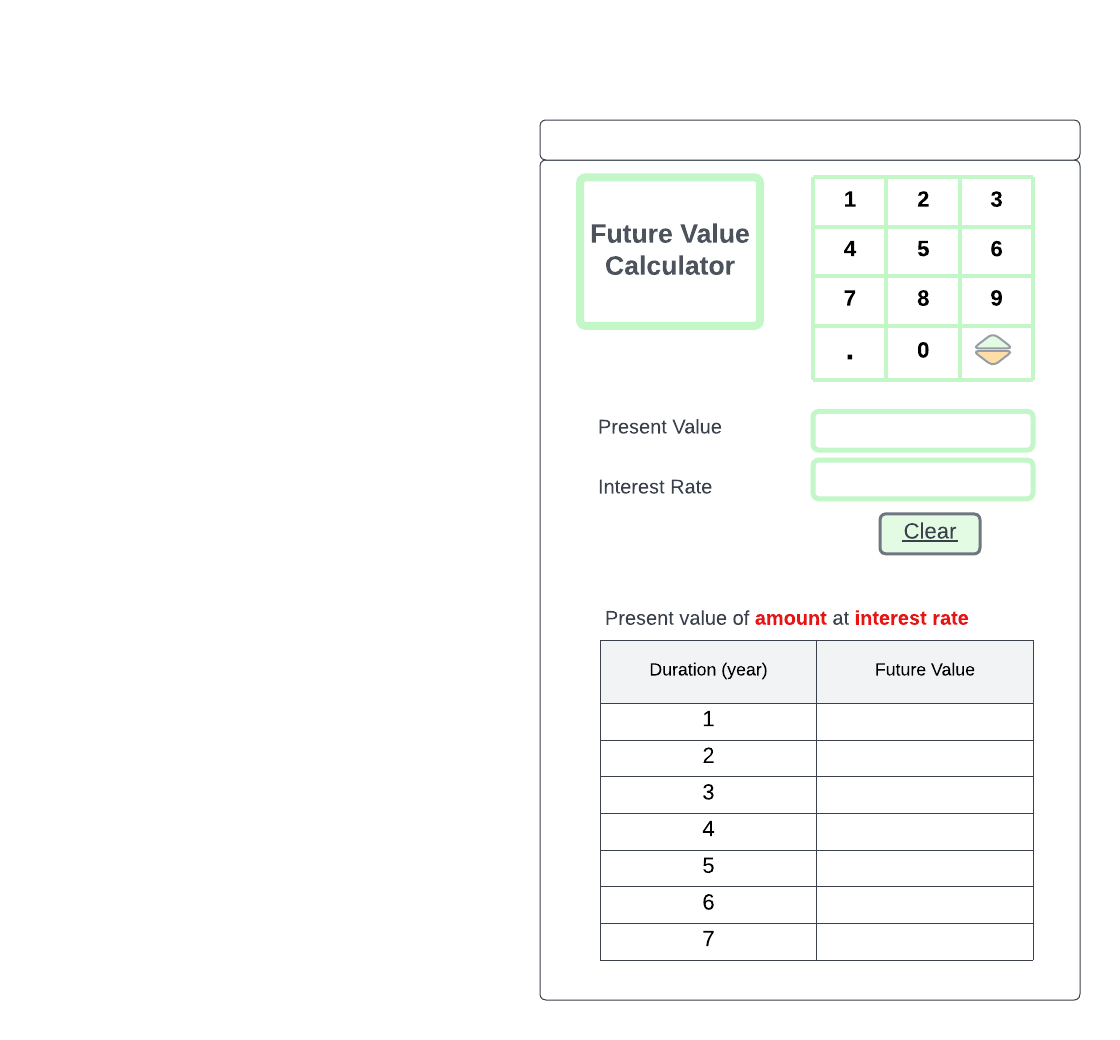 Future Value
Calculator
1 2 3
4 5 6
7 8 9
. 0
Present Value
Interest Rate
Clear
Present value of amount at interest rate
Duration (year) Future Value
1
2
3
4
5
6
7